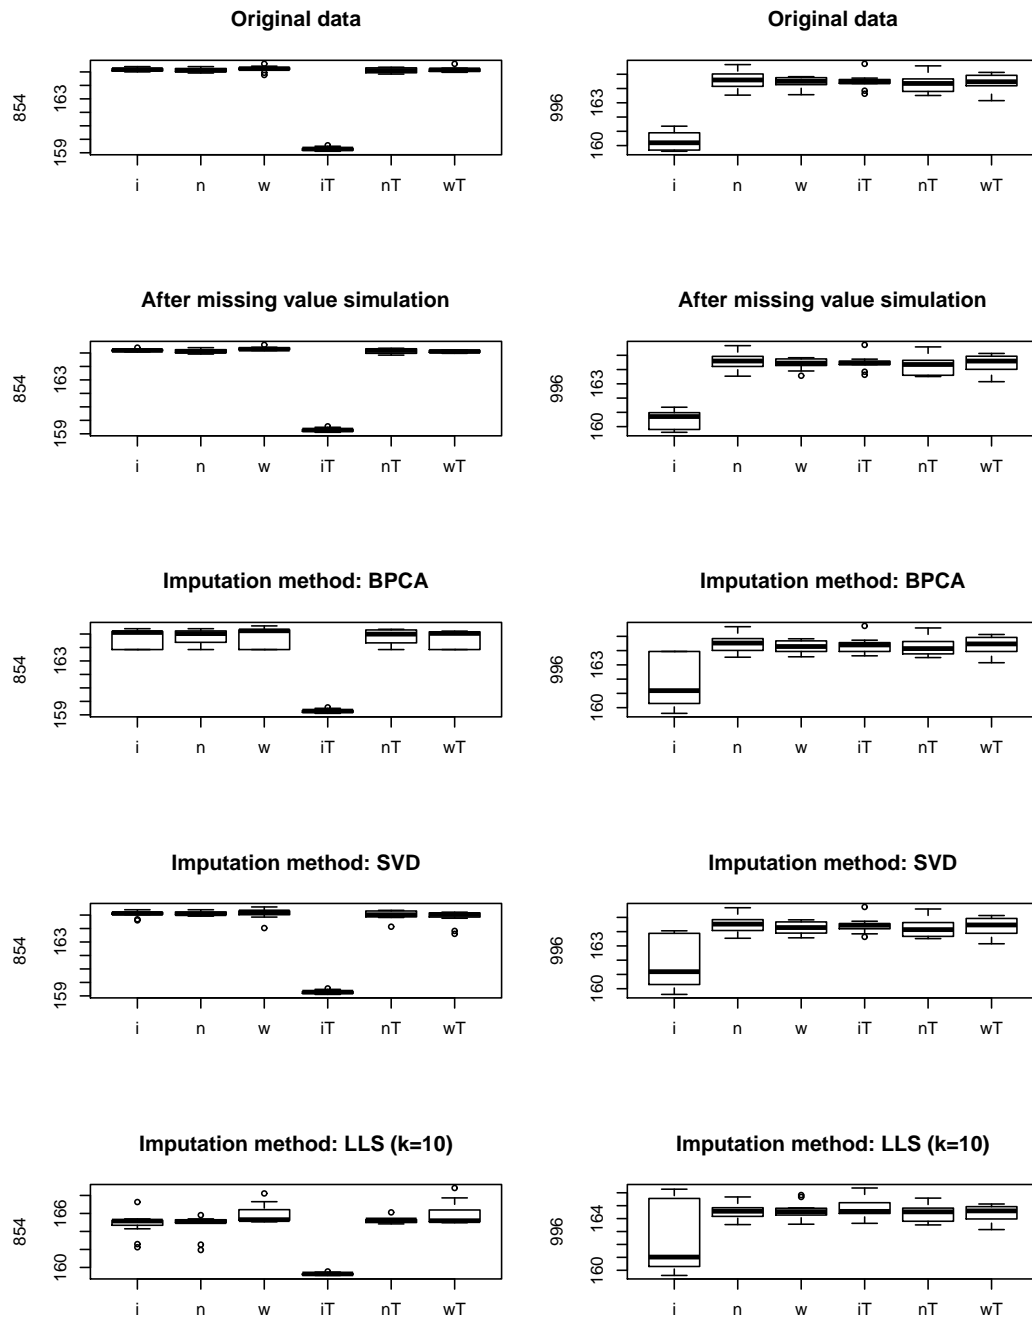 Original data
854
159
163
i n w iT nT wT
Original data
996
160
163
i n w iT nT wT
After missing value simulation
854
159
163
i n w iT nT wT
After missing value simulation
996
160
163
i n w iT nT wT
Imputation method: BPCA
854
159
163
i n w iT nT wT
Imputation method: BPCA
996
160
163
i n w iT nT wT
Imputation method: SVD
854
159
163
i n w iT nT wT
Imputation method: SVD
996
160
163
i n w iT nT wT
Imputation method: LLS (k=10)
854
160
166
i n w iT nT wT
Imputation method: LLS (k=10)
996
160
164
i n w iT nT wT